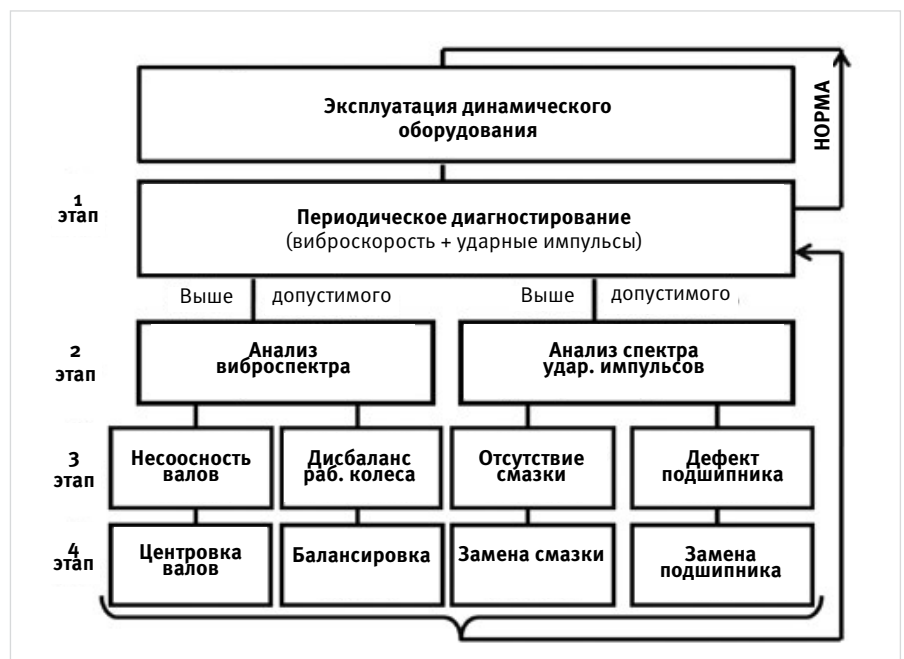 Эксплуатация динамического
оборудования
НОРМА
1
этап
Периодическое диагностирование
(виброскорость + ударные импульсы)
Выше допустимого
Выше допустимого
2
этап
Анализ
виброспектра
Анализ спектра
удар. импульсов
3
этап
Несоосность
валов
Дисбаланс
раб. колеса
Отсутствие
смазки
Дефект
подшипника
4
этап
Центровка
валов
Балансировка
Замена смазки
Замена
подшипника